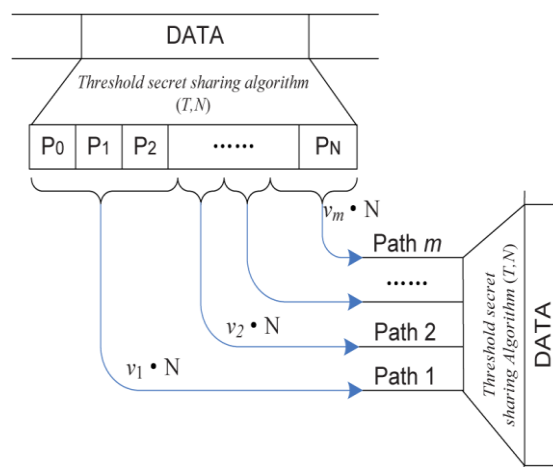 DATA
Threshold secret sharing algorithm
(T,N)
P0 P1 P2 ...... PN
vm • N
Path m
......
v2 • N
Path 2
v1 • N
Path 1
Threshold secret
sharing Algorithm (T,N)
DATA